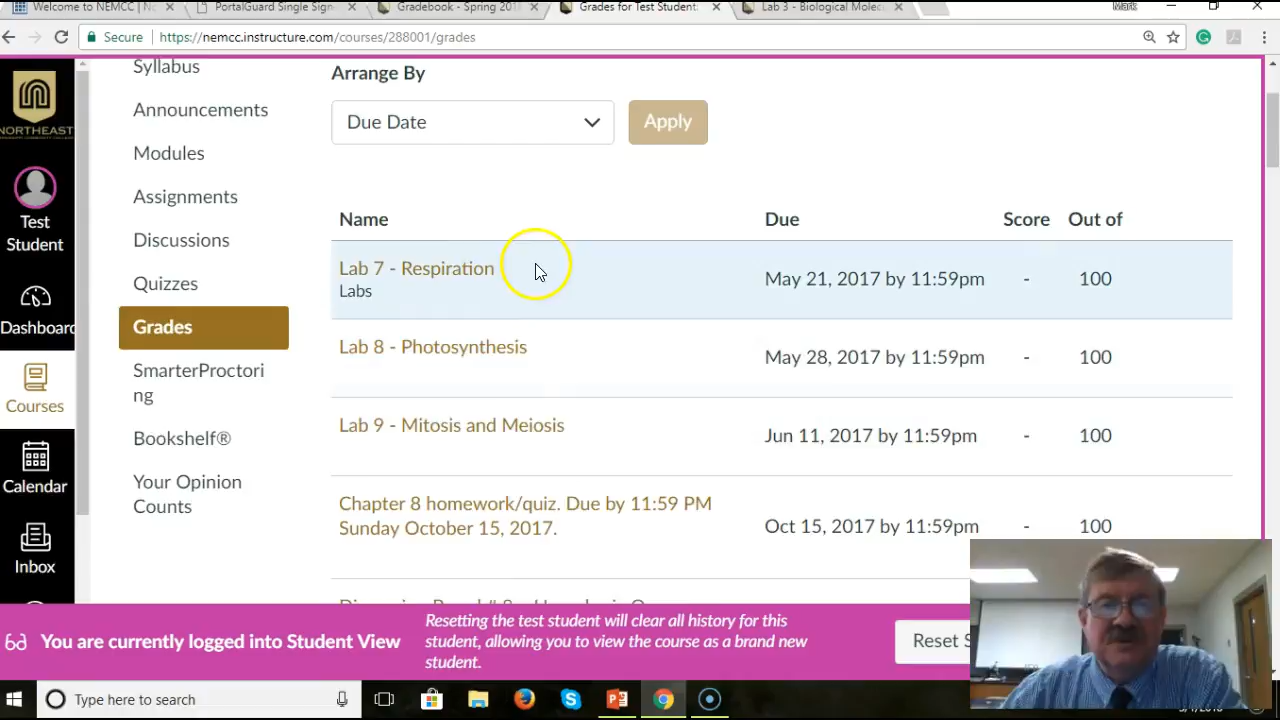 Welcome to NEMCC | N
PortalGuard Single Sign-
Gradebook - Spring 201
Grades for Test Student:
Lab 3 - Biological Molecu
Mark
Secure
https://nemcc.instructure.com/courses/288001/grades
NORTHEAST
Test
Student
Dashboard
Courses
Calendar
Inbox
Syllabus
Announcements
Modules
Assignments
Discussions
Quizzes
Grades
SmarterProctori
ng
Bookshelf®
Your Opinion
Counts
Arrange By
Due Date
Apply
Name Due Score Out of
Lab 7 - Respiration
Labs
May 21, 2017 by 11:59pm - 100
Lab 8 - Photosynthesis
May 28, 2017 by 11:59pm - 100
Lab 9 - Mitosis and Meiosis
Jun 11, 2017 by 11:59pm - 100
Chapter 8 homework/quiz. Due by 11:59 PM
Sunday October 15, 2017.
Oct 15, 2017 by 11:59pm - 100
You are currently logged into Student View
Resetting the test student will clear all history for this
student, allowing you to view the course as a brand new
student.
Reset S
Type here to search